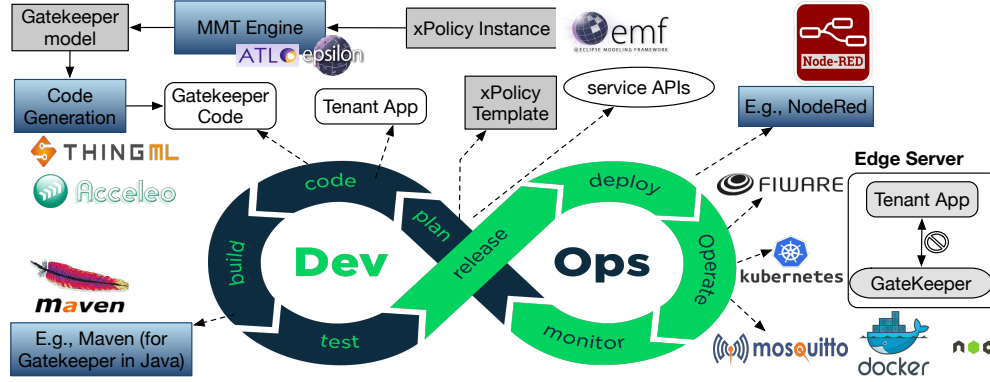 Gatekeeper
model
MMT Engine
ATL
epsilon
xPolicy Instance
emf
@ECLIPSE MODELING FRAMEWORK
Node-RED
Code
Generation
Gatekeeper
Code
Tenant App
xPolicy
Template
service APIs
E.g., NodeRed
THINGML
Acceleo
code
plan
release
deploy
Operate
monitor
test
build
Dev
Ops
FIWARE
kubernetes
Edge Server
Tenant App
GateKeeper
maven
E.g., Maven (for
Gatekeeper in Java)
mosquitto
docker